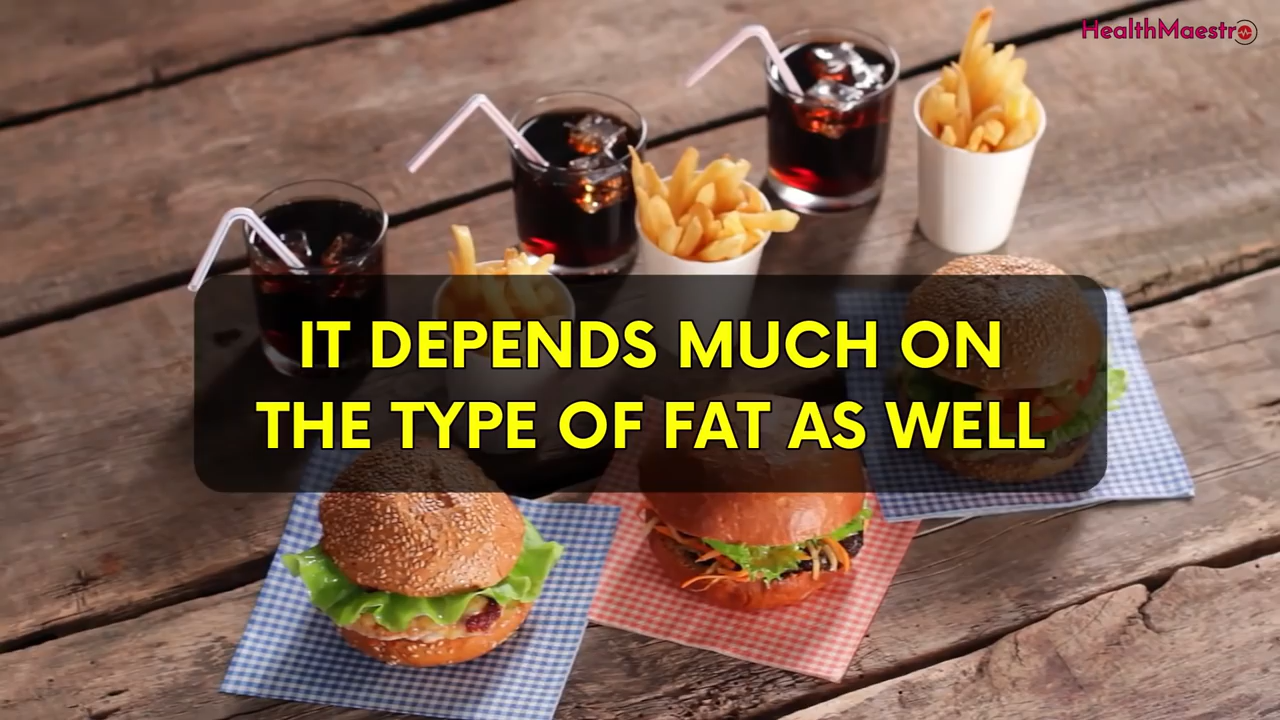 HealthMaestro
IT DEPENDS MUCH ON
THE TYPE OF FAT AS WELL